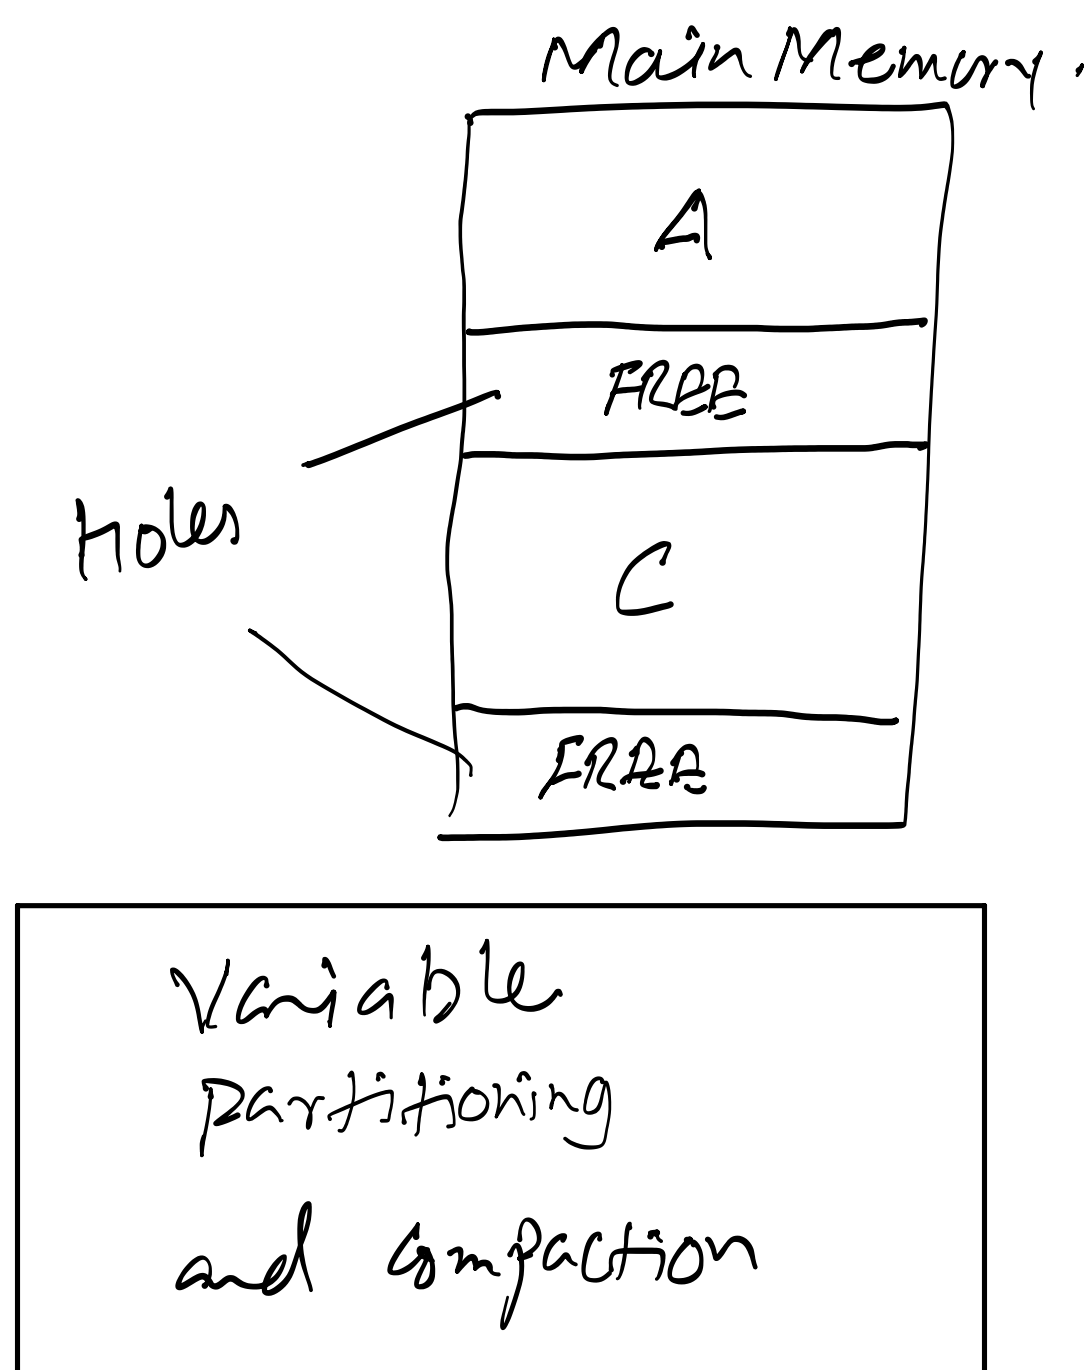 Main Memory.
A
FREE
Holes
C
FREE
Variable
Partitioning
and Compaction